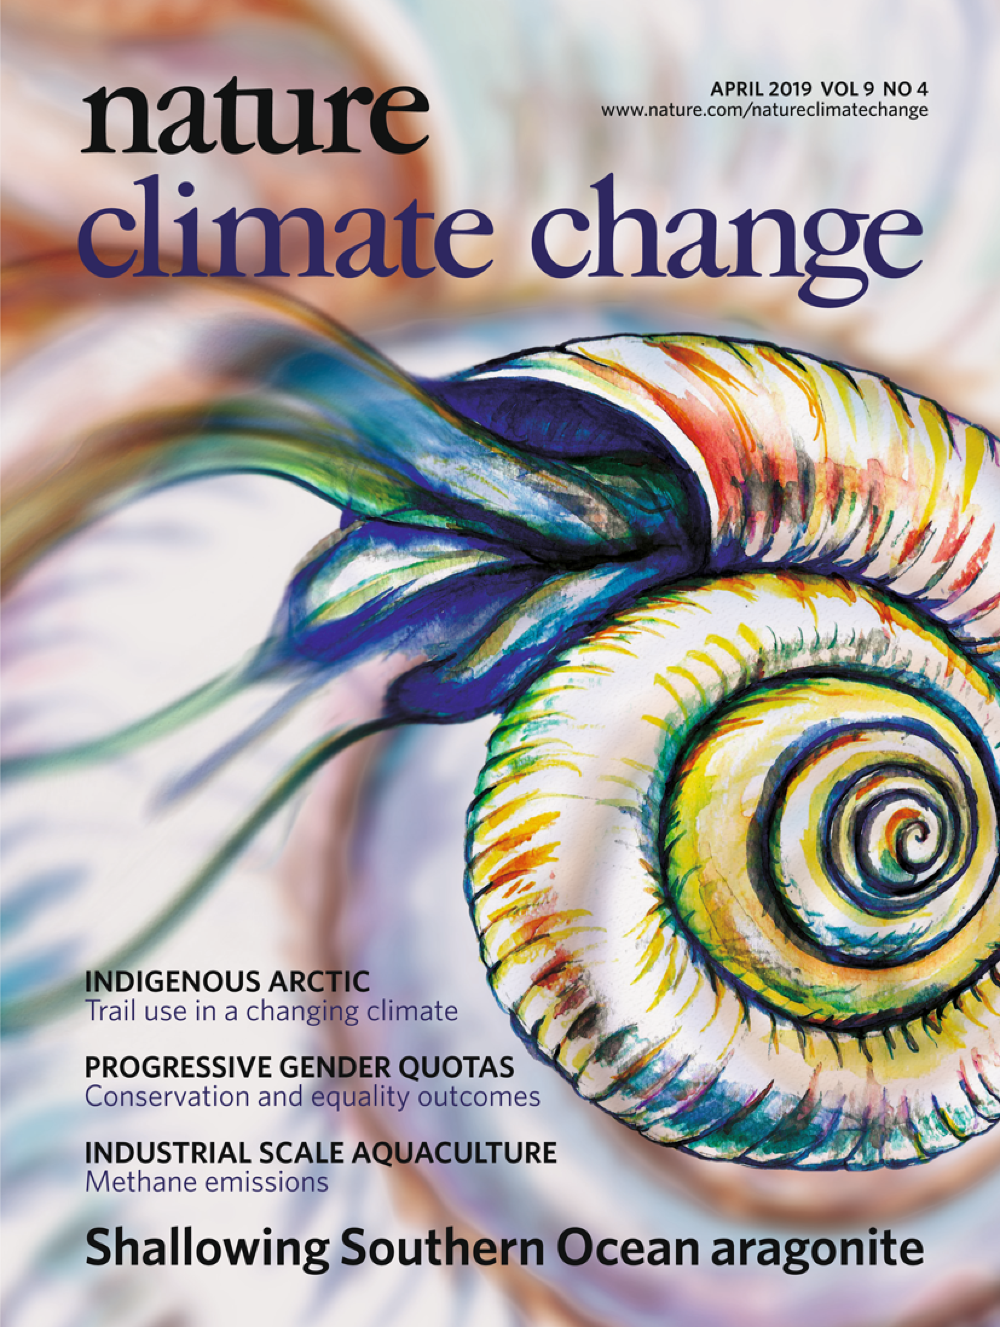 nature
APRIL 2019 VOL 9 NO 4
www.nature.com/natureclimatechange
climate change
INDIGENOUS ARCTIC
Trail use in a changing climate
PROGRESSIVE GENDER QUOTAS
Conservation and equality outcomes
INDUSTRIAL SCALE AQUACULTURE
Methane emissions
Shallowing Southern Ocean aragonite